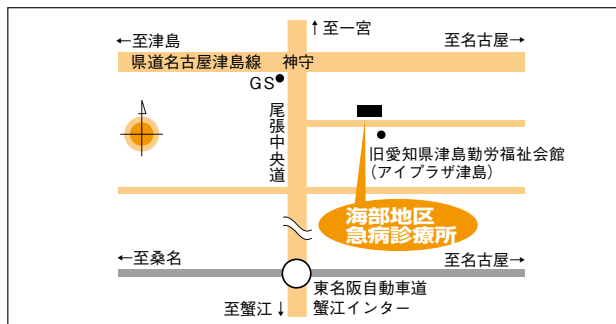 ↑至一宮
←至津島
至名古屋→
県道名古屋津島線 神守
GS
尾張中央道
旧愛知県津島勤労福祉会館
(アイプラザ津島)
海部地区
急病診療所
←至桑名
至名古屋→
東名阪自動車道
至蟹江↓
蟹江インター